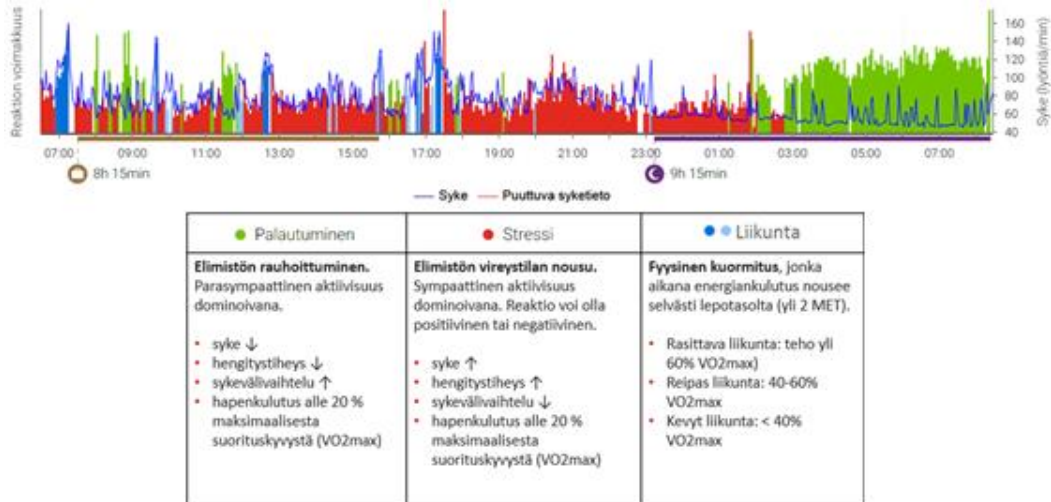 Reaktion voimakkuus
160
140
120
100
80
60
40
Syke (lyöntiä/min)
07:00 09:00 11:00 13:00 15:00 17:00 19:00 21:00 23:00 01:00 03:00 05:00 07:00
8h 15min
9h 15min
Syke
Puuttuva syketieto
Palautuminen
Elimistön rauhoittuminen.
Parasympaattinen aktiivisuus
dominoivana.
• syke ↓
• hengitystiheys ↓
• sykevälivaihtelu ↑
• hapenkulutus alle 20 %
maksimaalisesta
suorituskyvystä (VO2max)
Stressi
Elimistön vireystilan nousu.
Sympaattinen aktiivisuus
dominoivana. Reaktio voi olla
positiivinen tai negatiivinen.
• syke ↑
• hengitystiheys ↑
• sykevälivaihtelu ↓
• hapenkulutus alle 20 %
maksimaalisesta
suorituskyvystä (VO2max)
Liikunta
Fyysinen kuormitus, jonka
aikana energiankulutus nousee
selvästi lepotasolta (yli 2 MET).
• Rasittava liikunta: teho yli
60% VO2max)
• Reipas liikunta: 40-60%
VO2max
• Kevyt liikunta: < 40%
VO2max